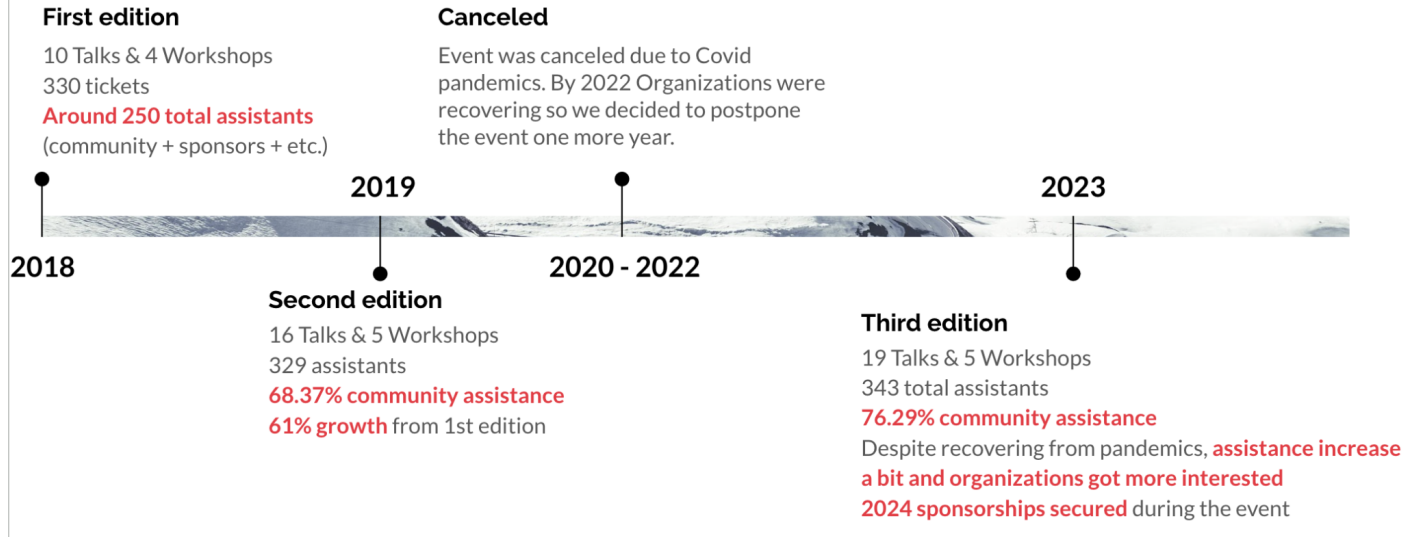 First edition
10 Talks & 4 Workshops
330 tickets
Around 250 total assistants
(community + sponsors + etc.)
2018
2019
Second edition
16 Talks & 5 Workshops
329 assistants
68.37% community assistance
61% growth from 1st edition
Canceled
Event was canceled due to Covid
pandemics. By 2022 Organizations were
recovering so we decided to postpone
the event one more year.
2020 - 2022
2023
Third edition
19 Talks & 5 Workshops
343 total assistants
76.29% community assistance
Despite recovering from pandemics, assistance increase
a bit and organizations got more interested
2024 sponsorships secured during the event